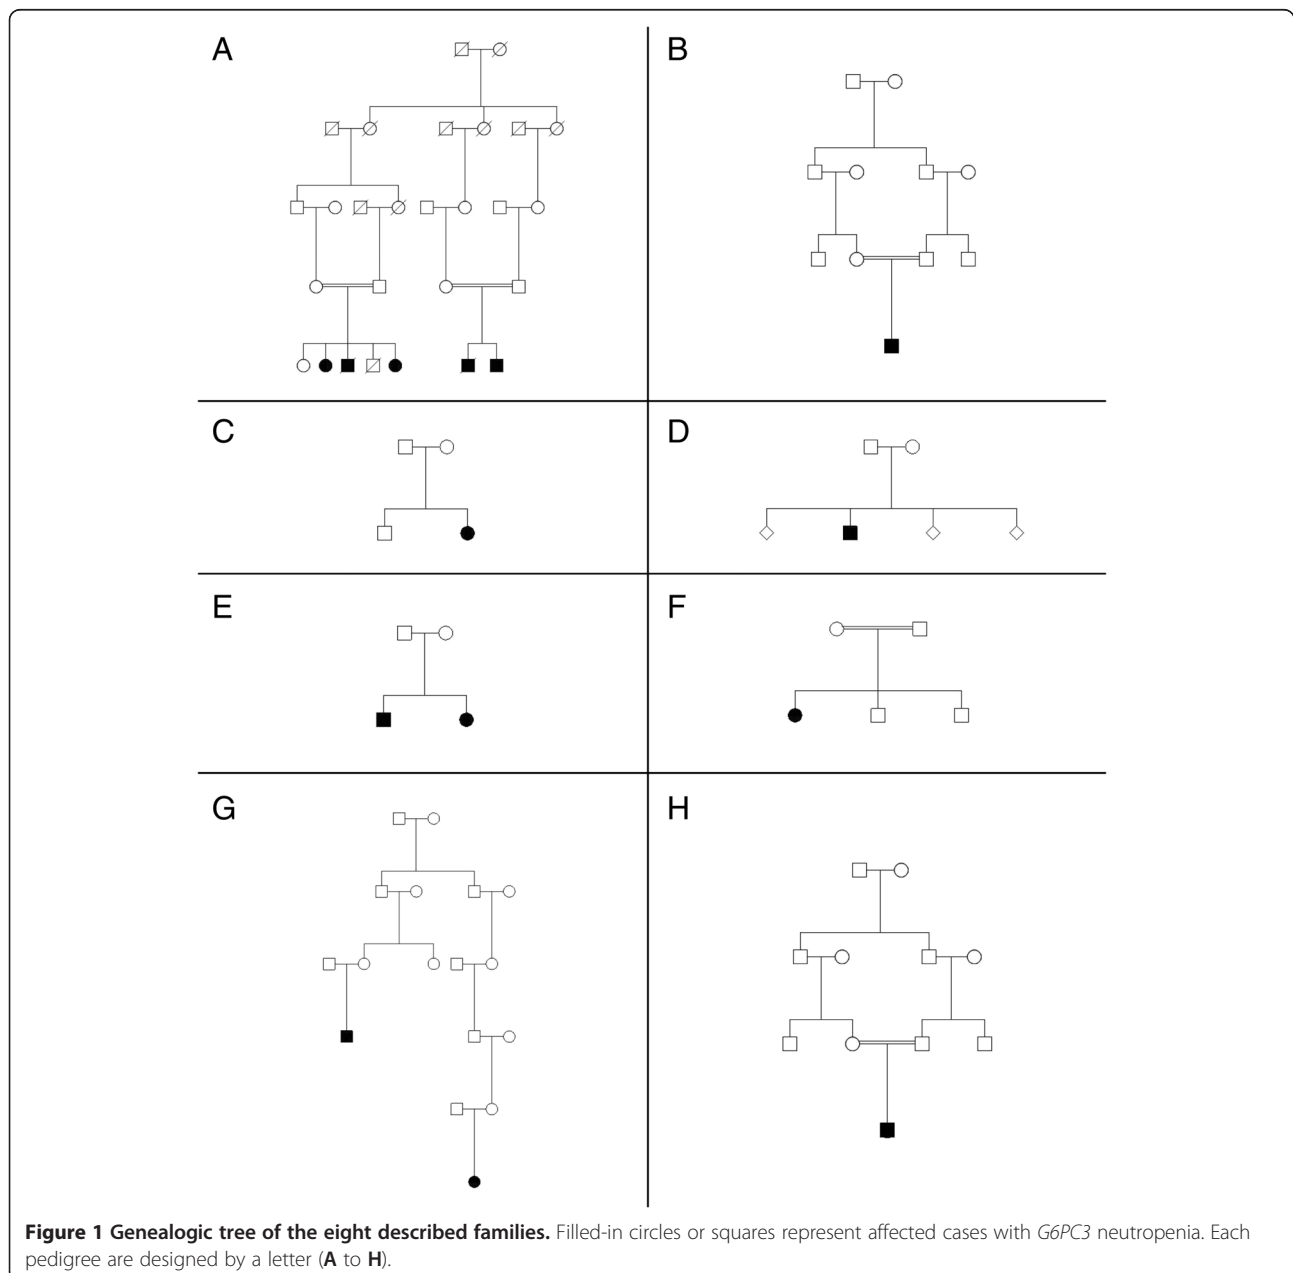 A
B
C
D
E
F
G
H
Figure 1 Genealogic tree of the eight described families. Filled-in circles or squares represent affected cases with G6PC3 neutropenia. Each
pedigree are designed by a letter (A to H).